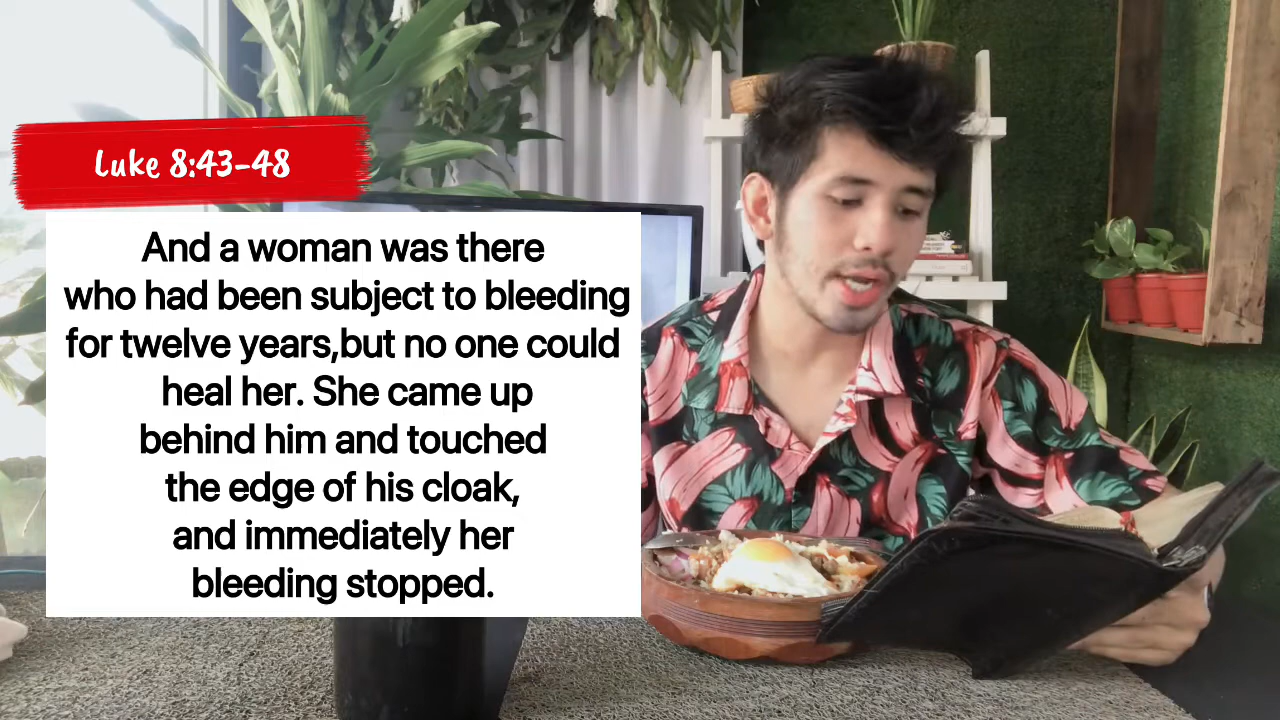 Luke 8:43-48
And a woman was there
who had been subject to bleeding
for twelve years,but no one could
heal her. She came up
behind him and touched
the edge of his cloak,
and immediately her
bleeding stopped.